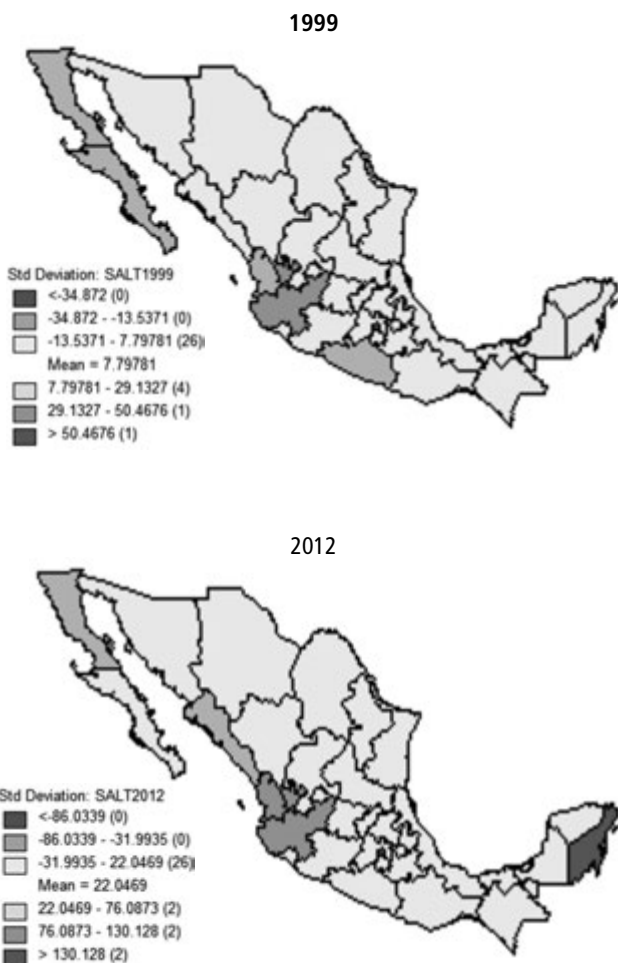 1999
Std Deviation: SALT1999
<-34.872 (0)
-34.872 - -13.5371 (0)
-13.5371 - 7.79781 (26)
Mean = 7.79781
7.79781 - 29.1327 (4)
29.1327 - 50.4676 (1)
> 50.4676 (1)
2012
Std Deviation: SALT2012
<-86.0339 (0)
-86.0339 - -31.9935 (0)
-31.9935 - 22.0469 (26)
Mean = 22.0469
22.0469 - 76.0873 (2)
76.0873 - 130.128 (2)
> 130.128 (2)